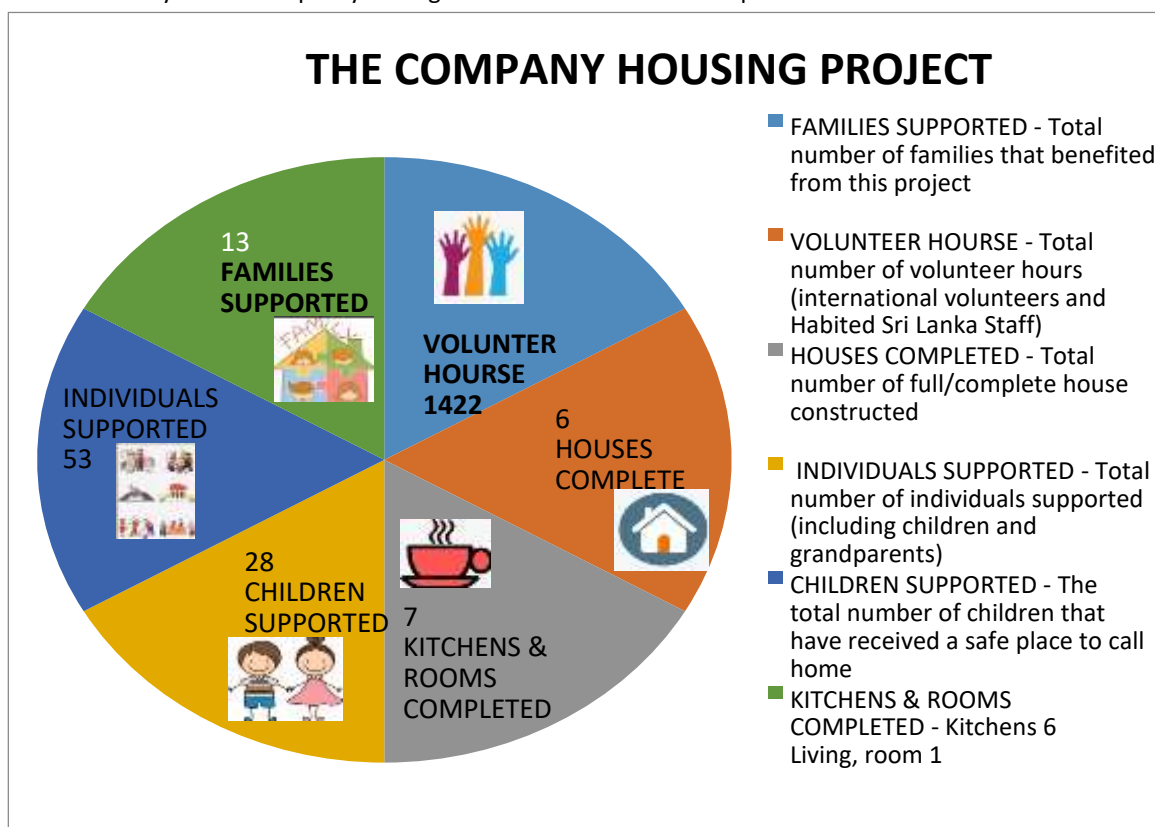 THE COMPANY HOUSING PROJECT
13
FAMILIES
SUPPORTED
VOLUNTER
HOURSE
1422
INDIVIDUALS
SUPPORTED
53
6
HOUSES
COMPLETE
28
CHILDREN
SUPPORTED
7
KITCHENS &
ROOMS
COMPLETED
FAMILIES SUPPORTED - Total
number of families that benefited
from this project
VOLUNTEER HOURSE - Total
number of volunteer hours
(international volunteers and
Habited Sri Lanka Staff)
HOUSES COMPLETED - Total
number of full/complete house
constructed
INDIVIDUALS SUPPORTED - Total
number of individuals supported
(including children and
grandparents)
CHILDREN SUPPORTED - The
total number of children that
have received a safe place to call
home
KITCHENS & ROOMS
COMPLETED - Kitchens 6
Living, room 1